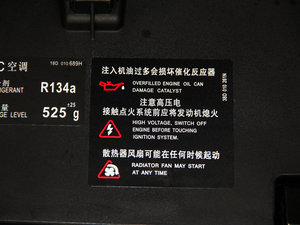 C 空调
16D 010 689H
剂
R134a
量
525 ±25 g
注入机油过多会损坏催化反应器
OVERFILLED ENGINE OIL CAN
DAMAGE CATALYST
注意高压电
接触点火系统前应将发动机熄火
HIGH VOLTAGE, SWITCH OFF
ENGINE BEFORE TOUCHING
IGNITION SYSTEM.
散热器风扇可能在任何时候起动
RADIATOR FAN MAY START
AT ANY TIME